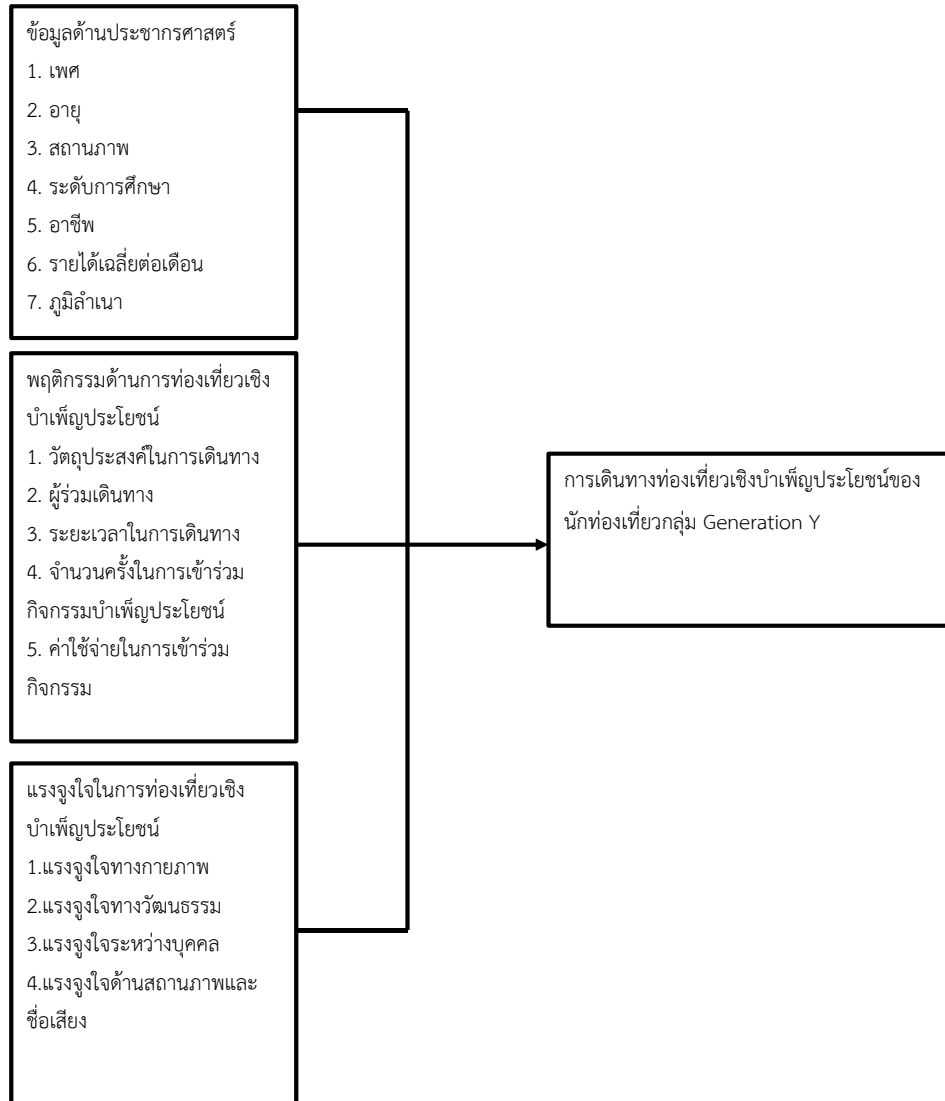 ข้อมูลด้านประชากรศาสตร์
1. เพศ
2. อายุ
3. สถานภาพ
4. ระดับการศึกษา
5. อาชีพ
6. รายได้เฉลี่ยต่อเดือน
7. ภูมิลำเนา
พฤติกรรมด้านการท่องเที่ยวเชิง
บำเพ็ญประโยชน์
1. วัตถุประสงค์ในการเดินทาง
2. ผู้ร่วมเดินทาง
3. ระยะเวลาในการเดินทาง
4. จำนวนครั้งในการเข้าร่วม
กิจกรรมบำเพ็ญประโยชน์
5. ค่าใช้จ่ายในการเข้าร่วม
กิจกรรม
แรงจูงใจในการท่องเที่ยวเชิง
บำเพ็ญประโยชน์
1.แรงจูงใจทางกายภาพ
2.แรงจูงใจทางวัฒนธรรม
3.แรงจูงใจระหว่างบุคคล
4.แรงจูงใจด้านสถานภาพและ
ชื่อเสียง
การเดินทางท่องเที่ยวเชิงบำเพ็ญประโยชน์ของ
นักท่องเที่ยวกลุ่ม Generation Y